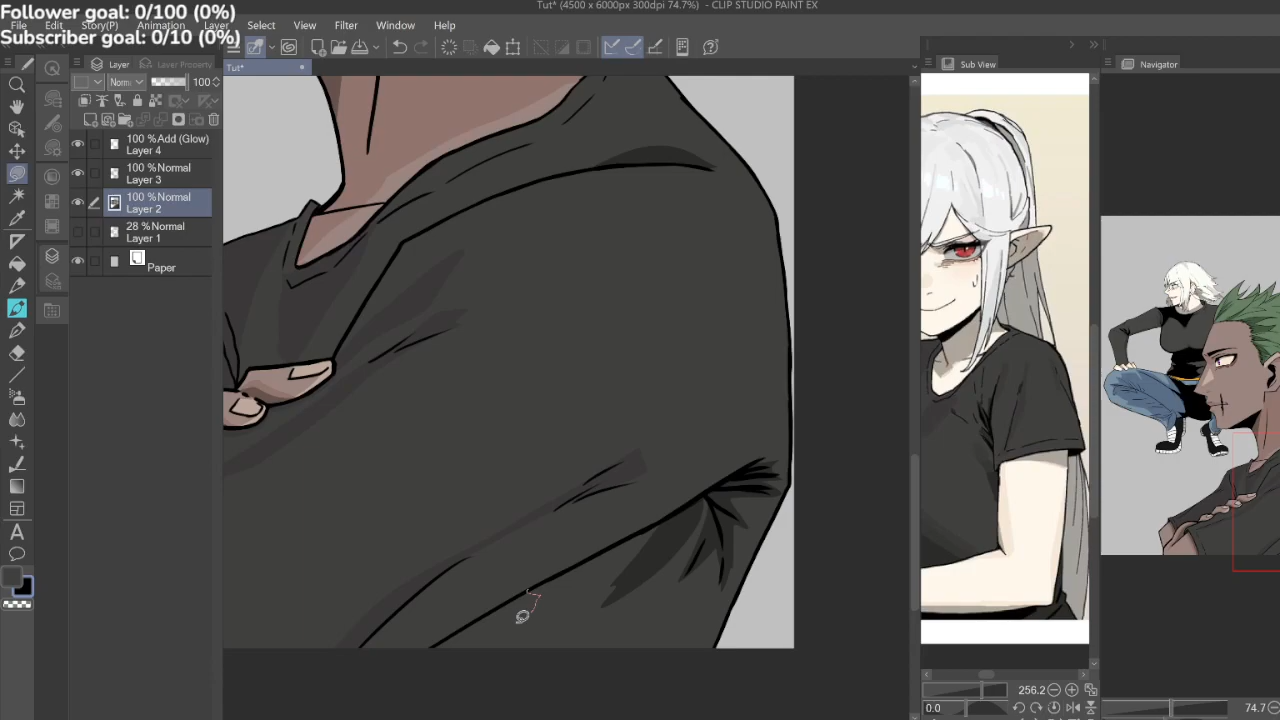 Follower goal: 0/100 (0%)
Subscriber goal: 0/10 (0%)
Tut* (4500 x 6000px 300dpi 74.7%) - CLIP STUDIO PAINT EX
File Edit Story(P) Animation Layer Select View Filter Window Help
Tut*
Layer
Layer Property
Norm
100
100 % Add (Glow)
Layer 4
100 % Normal
Layer 3
100 % Normal
Layer 2
28 % Normal
Layer 1
Paper
Sub View
Navigator
256.2
0.0
74.7